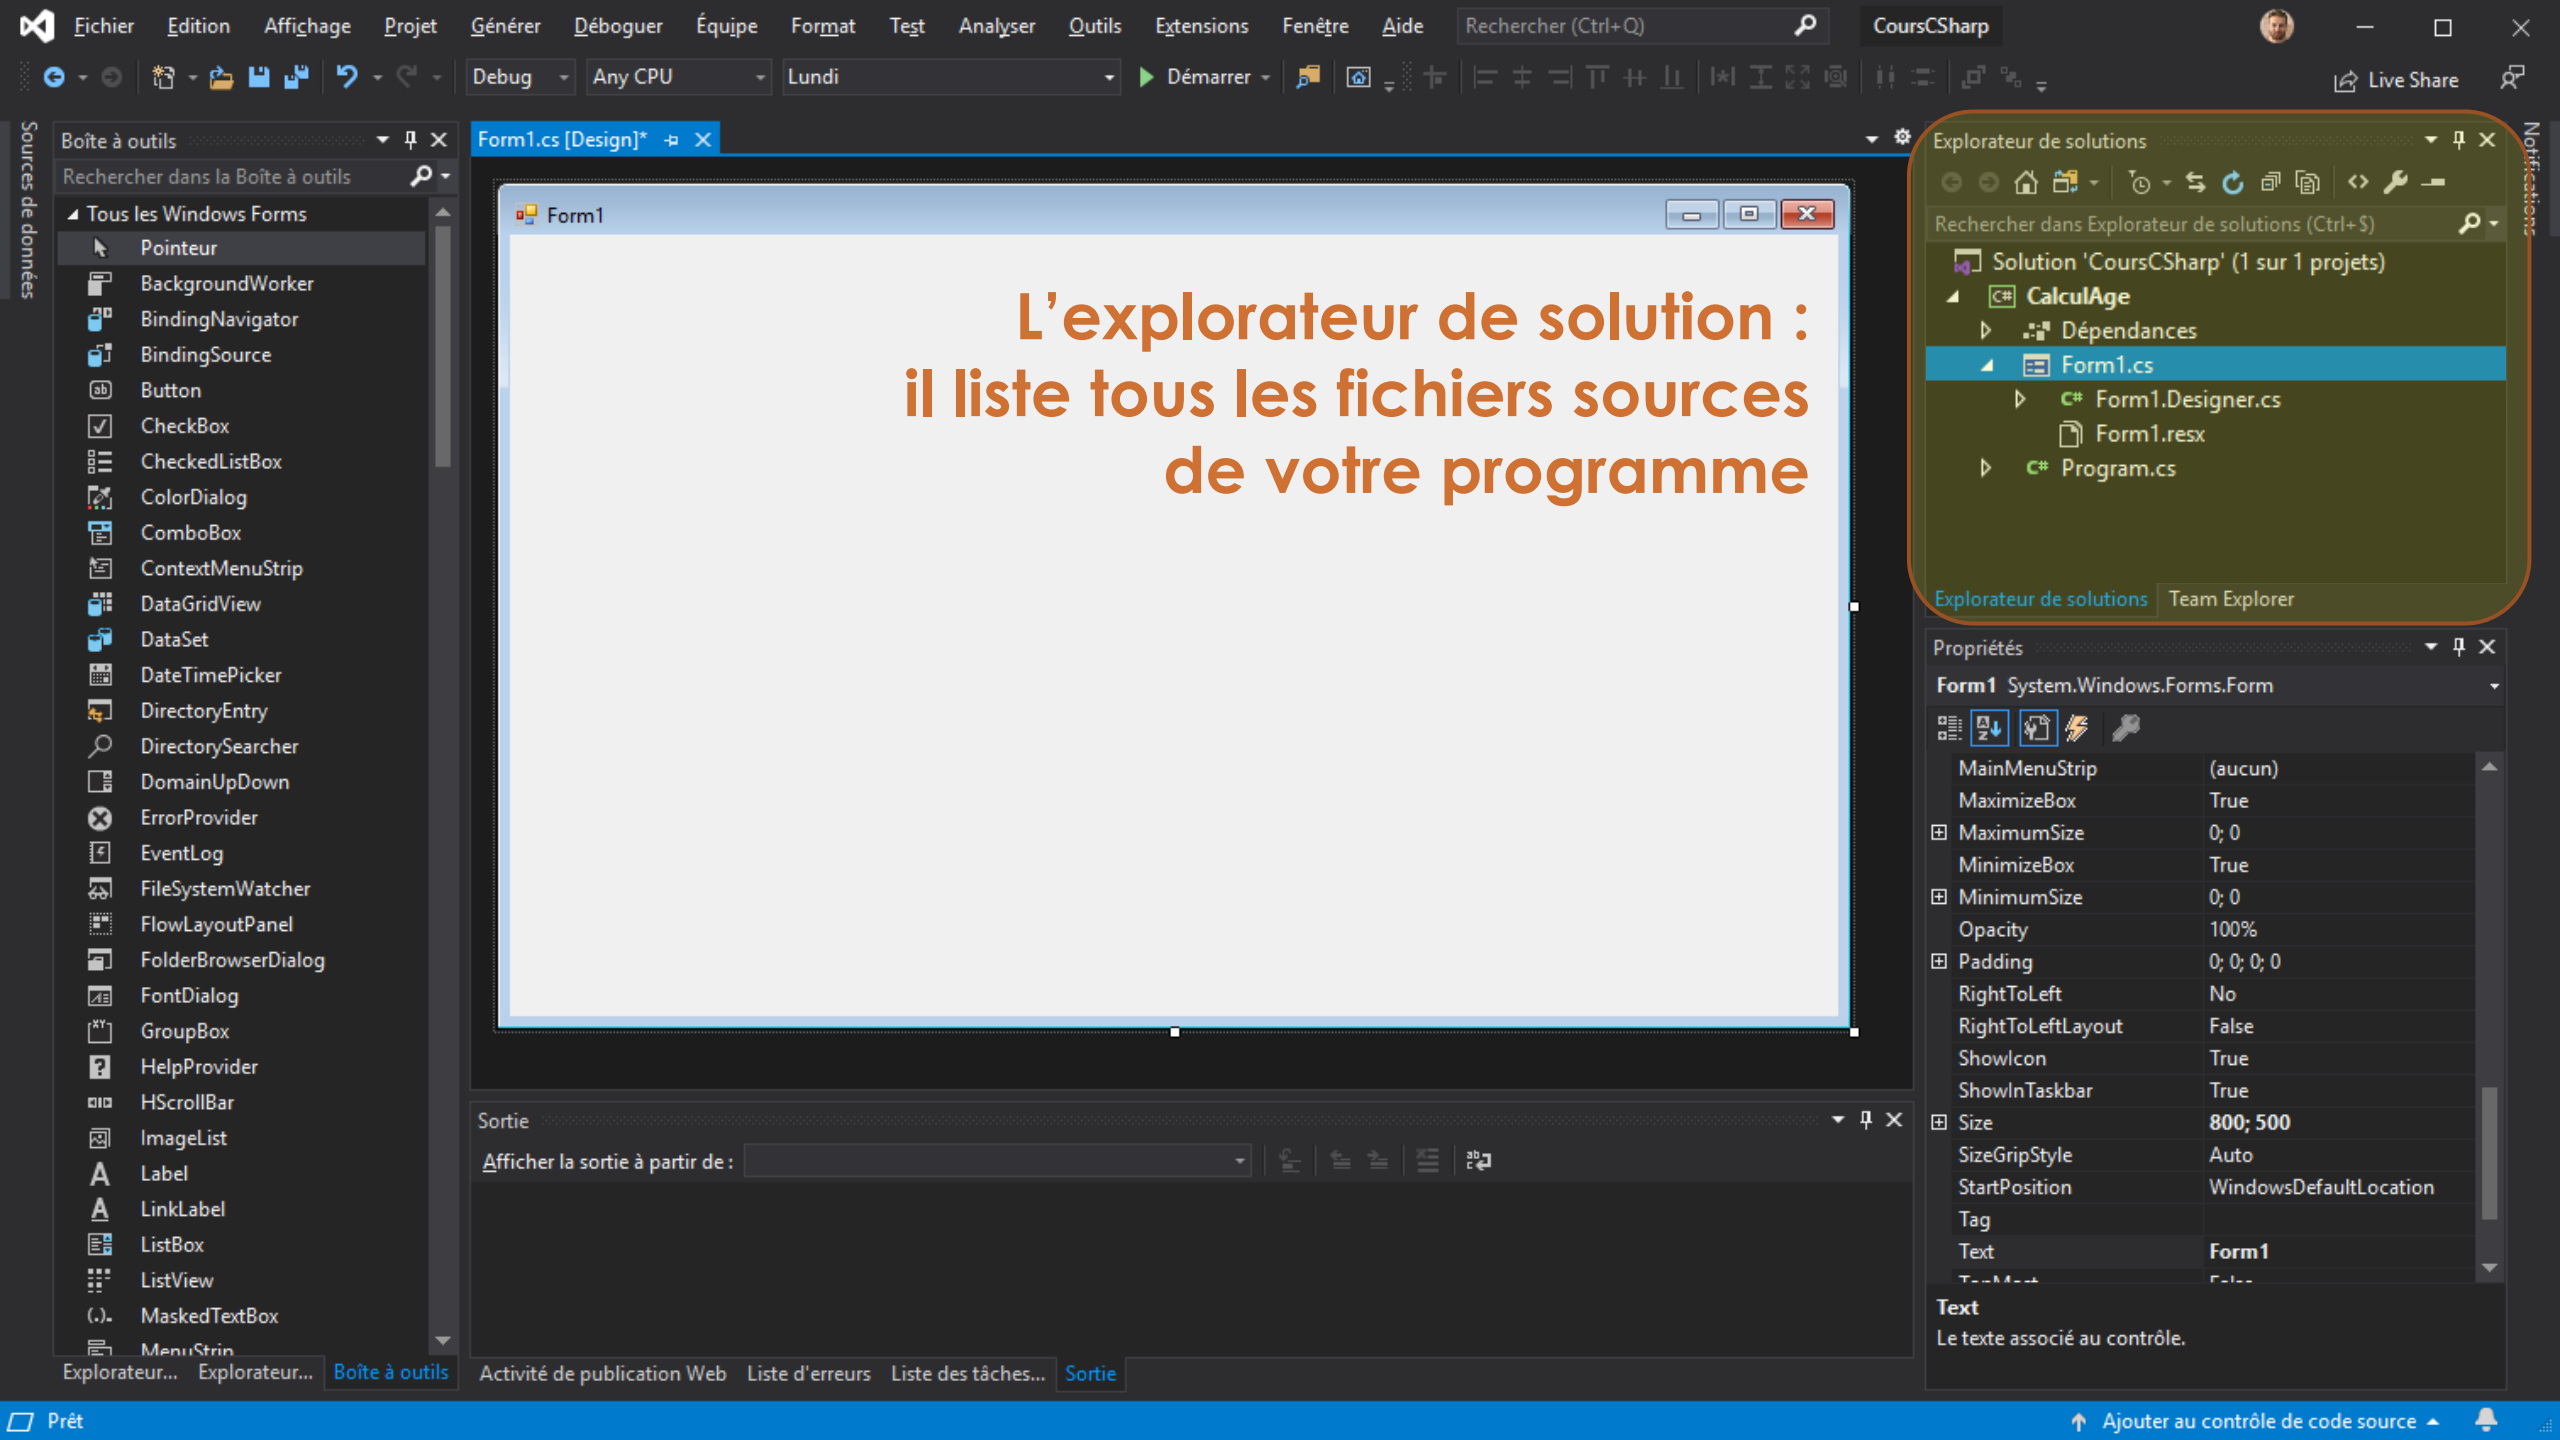 Fichier Edition Affichage Projet Générer Déboguer Équipe Format Test Analyser Outils Extensions Fenêtre Aide Rechercher (Ctrl+Q) CoursCSharp
Debug Any CPU Lundi Démarrer Live Share
Sources de données
Boîte à outils
Rechercher dans la Boîte à outils
Tous les Windows Forms
Pointeur
BackgroundWorker
BindingNavigator
BindingSource
Button
CheckBox
CheckedListBox
ColorDialog
ComboBox
ContextMenuStrip
DataGridView
DataSet
DateTimePicker
DirectoryEntry
DirectorySearcher
DomainUpDown
ErrorProvider
EventLog
FileSystemWatcher
FlowLayoutPanel
FolderBrowserDialog
FontDialog
GroupBox
HelpProvider
HScrollBar
ImageList
Label
LinkLabel
ListBox
ListView
MaskedTextBox
MenuStrip
Explorateur... Explorateur... Boîte à outils
Form1.cs [Design]*
Form1
L’explorateur de solution :
il liste tous les fichiers sources
de votre programme
Sortie
Afficher la sortie à partir de :
Activité de publication Web Liste d'erreurs Liste des tâches... Sortie
Explorateur de solutions
Rechercher dans Explorateur de solutions (Ctrl+$)
Solution 'CoursCSharp' (1 sur 1 projets)
CalculAge
Dépendances
Form1.cs
Form1.Designer.cs
Form1.resx
Program.cs
Explorateur de solutions Team Explorer
Notifications
Propriétés
Form1 System.Windows.Forms.Form
MainMenuStrip (aucun)
MaximizeBox True
MaximumSize 0; 0
MinimizeBox True
MinimumSize 0; 0
Opacity 100%
Padding 0; 0; 0; 0
RightToLeft No
RightToLeftLayout False
ShowIcon True
ShowInTaskbar True
Size 800; 500
SizeGripStyle Auto
StartPosition WindowsDefaultLocation
Tag
Text Form1
TopMost False
Text
Le texte associé au contrôle.
Prêt
Ajouter au contrôle de code source